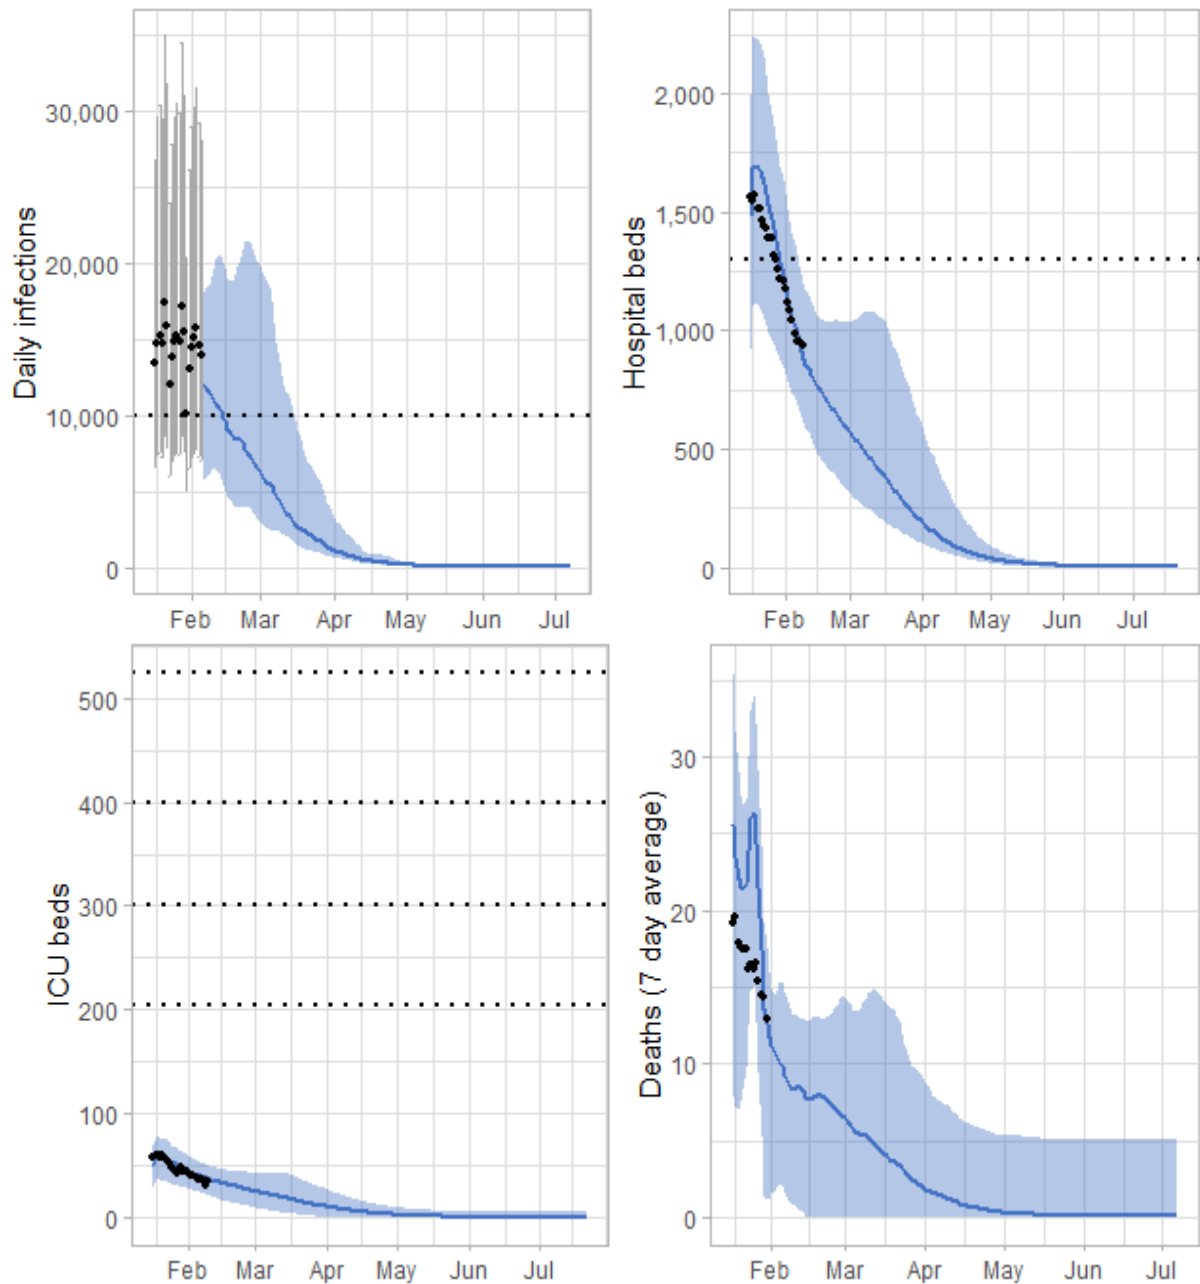 Daily infections
30,000
20,000
10,000
0
Feb Mar Apr May Jun Jul
Hospital beds
2,000
1,500
1,000
500
0
Feb Mar Apr May Jun Jul
ICU beds
500
400
300
200
100
0
Feb Mar Apr May Jun Jul
Deaths (7 day average)
30
20
10
0
Feb Mar Apr May Jun Jul